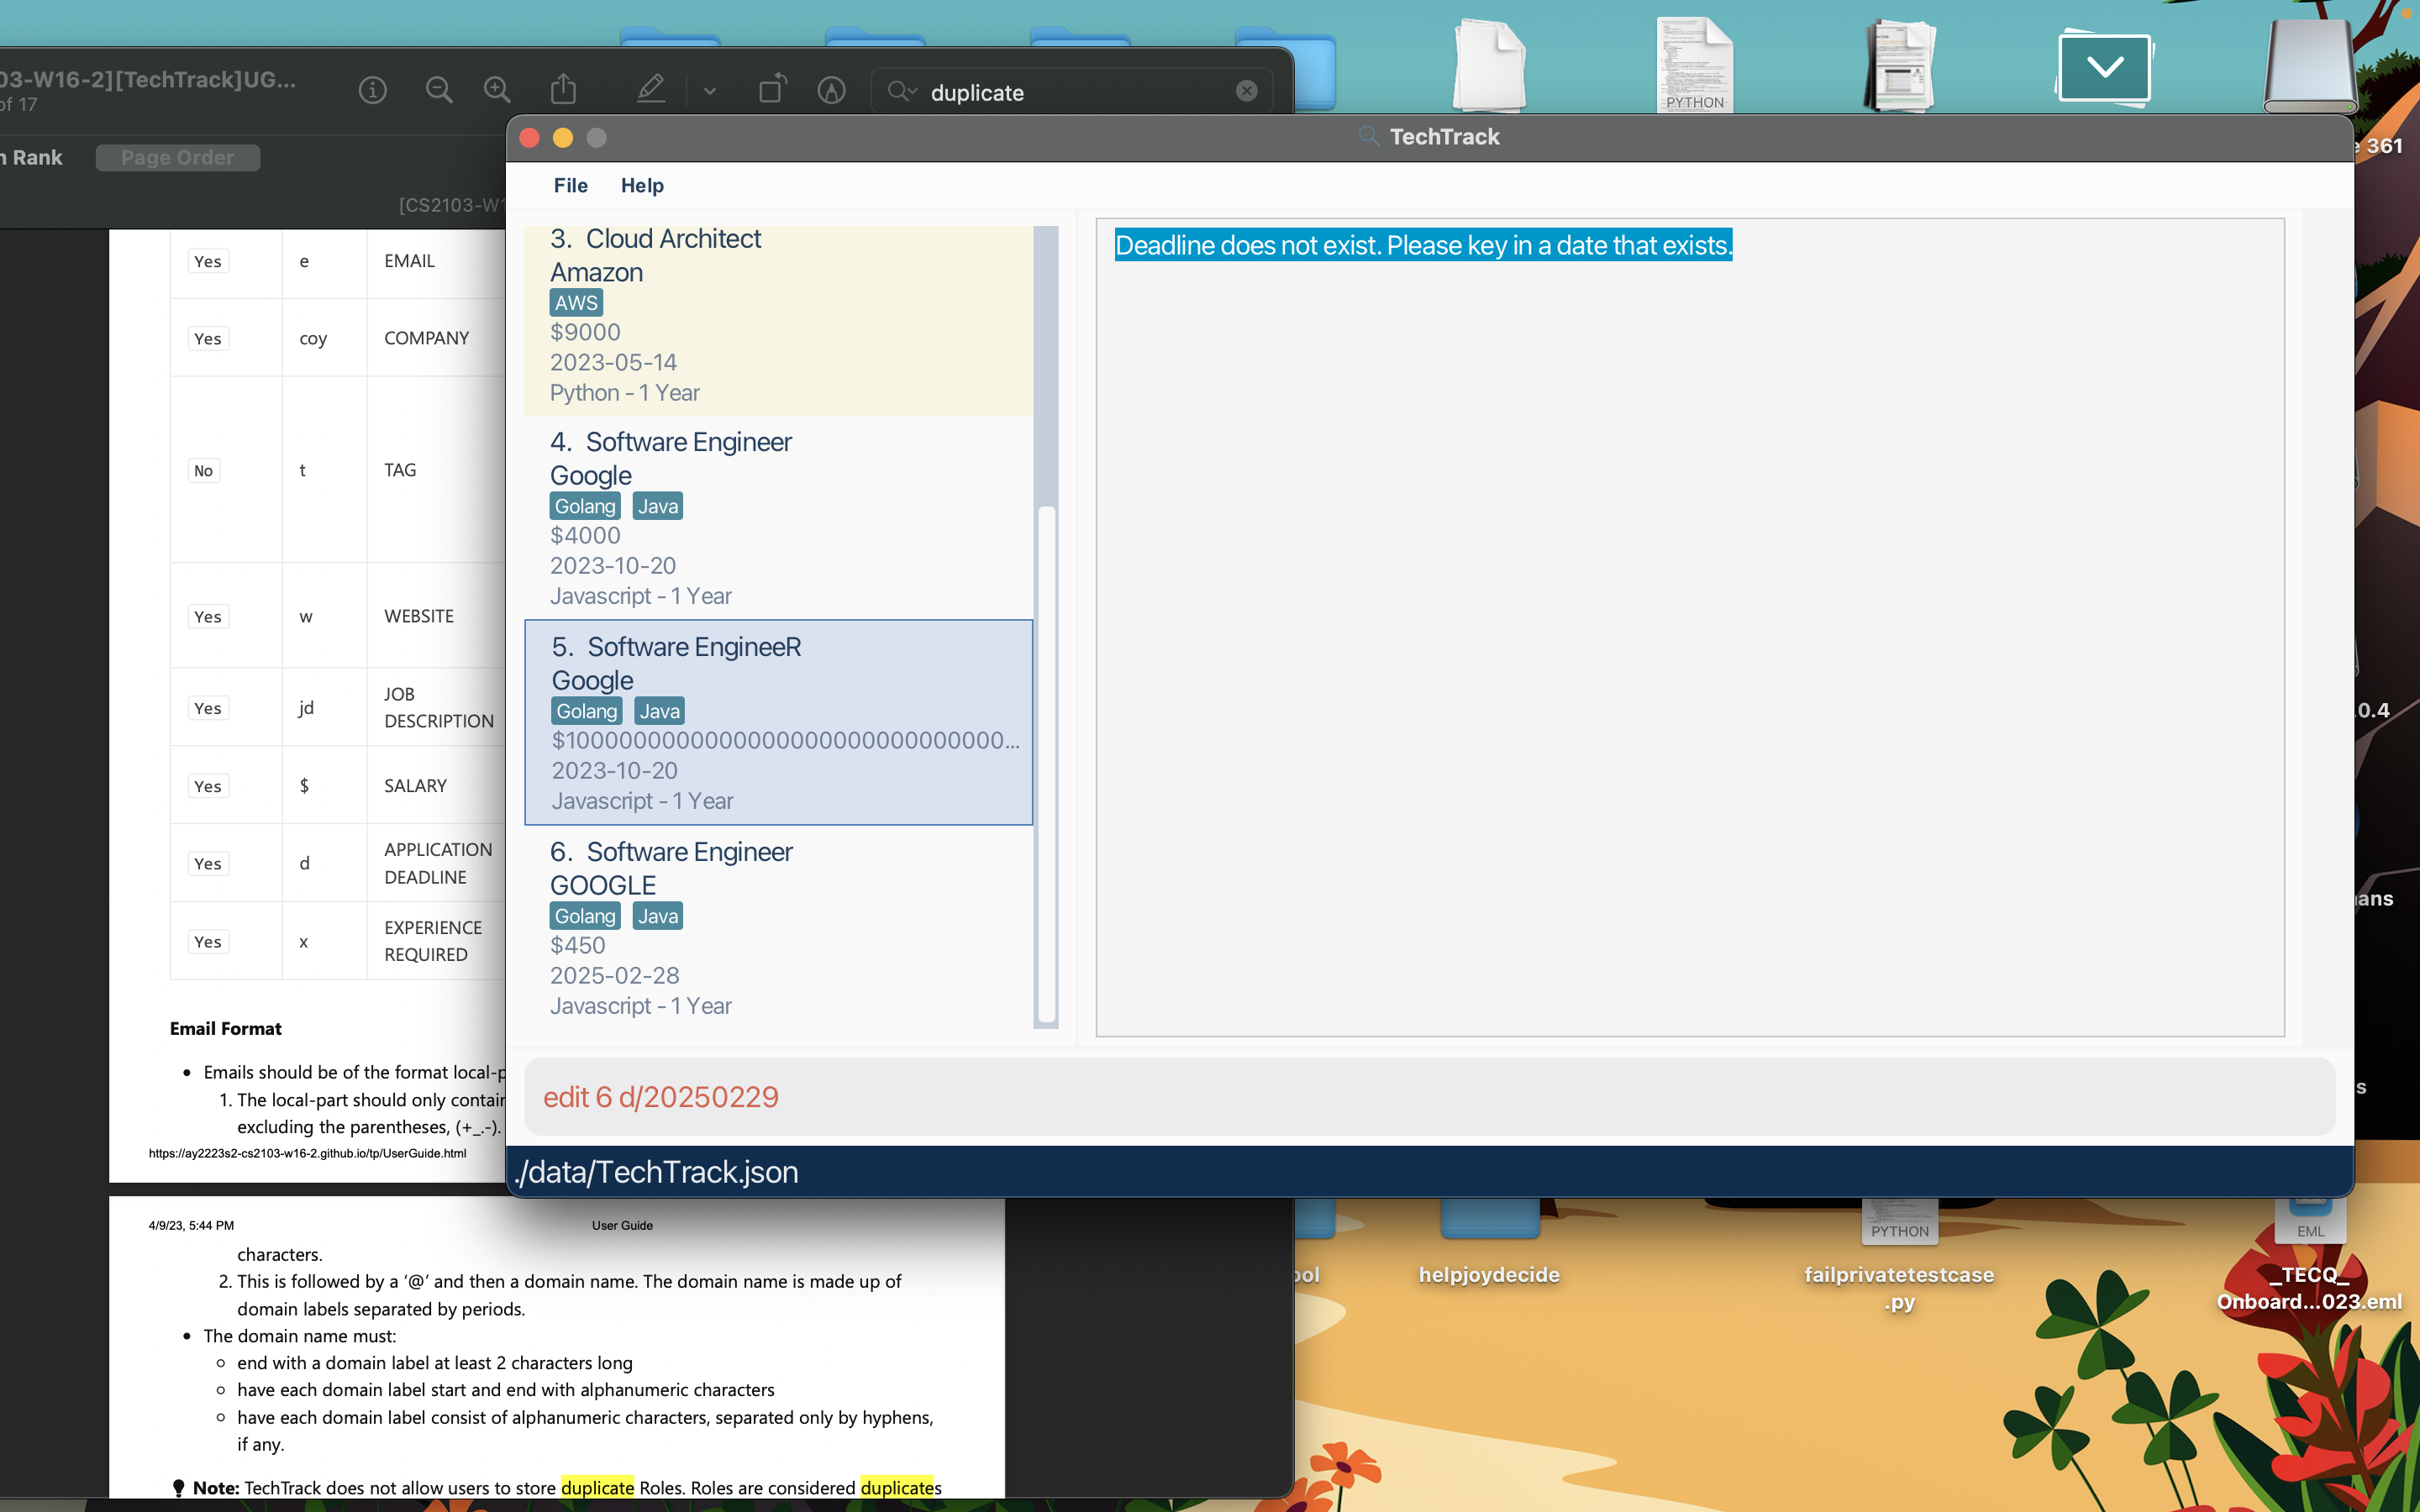 03-W16-2][TechTrack]UG...
of 17
duplicate
n Rank
Page Order
[CS2103-W1
Yes e EMAIL
Yes coy COMPANY
No t TAG
Yes w WEBSITE
Yes jd JOB
DESCRIPTION
Yes $ SALARY
Yes d APPLICATION
DEADLINE
Yes x EXPERIENCE
REQUIRED
Email Format
• Emails should be of the format local-p
1. The local-part should only contain
excluding the parentheses, (+_.-).
https://ay2223s2-cs2103-w16-2.github.io/tp/UserGuide.html
4/9/23, 5:44 PM User Guide
characters.
2. This is followed by a ‘@’ and then a domain name. The domain name is made up of
domain labels separated by periods.
• The domain name must:
○ end with a domain label at least 2 characters long
○ have each domain label start and end with alphanumeric characters
○ have each domain label consist of alphanumeric characters, separated only by hyphens,
if any.
Note: TechTrack does not allow users to store duplicate Roles. Roles are considered duplicates
TechTrack
File Help
3. Cloud Architect
Amazon
AWS
$9000
2023-05-14
Python - 1 Year
4. Software Engineer
Google
Golang Java
$4000
2023-10-20
Javascript - 1 Year
5. Software EngineeR
Google
Golang Java
$10000000000000000000000000000000...
2023-10-20
Javascript - 1 Year
6. Software Engineer
GOOGLE
Golang Java
$450
2025-02-28
Javascript - 1 Year
Deadline does not exist. Please key in a date that exists.
edit 6 d/20250229
./data/TechTrack.json
PYTHON
e 361
0.4
ans
s
ool
helpjoydecide
PYTHON
failprivatetestcase
.py
EML
_TECQ_
Onboard...023.eml